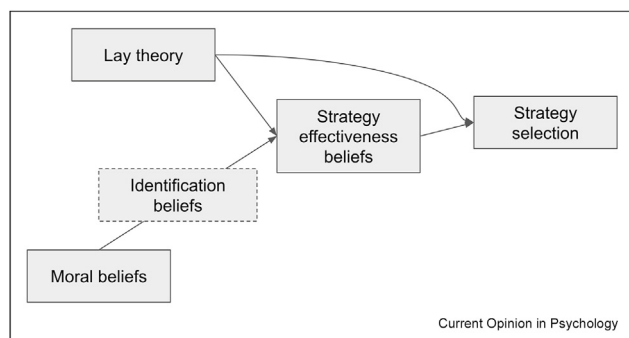 Lay theory
Strategy
effectiveness
beliefs
Strategy
selection
Identification
beliefs
Moral beliefs
Current Opinion in Psychology